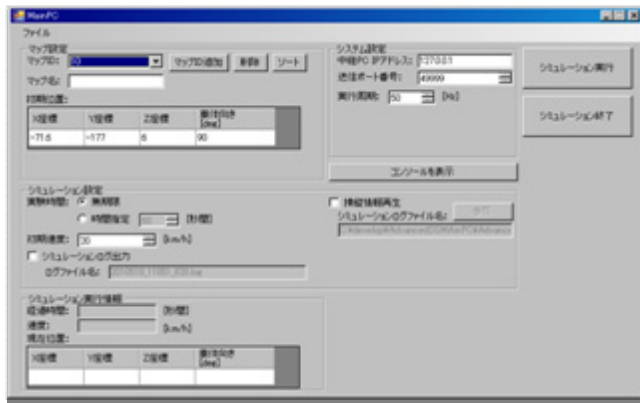 MainPC
ファイル
マップ設定
マップID:
マップID追加 削除 ソート
マップ名:
初期位置:
X座標 Y座標 Z座標 車体向き [deg]
-71.6 -177 6 90
システム設定
中継PC IPアドレス: 127.0.0.1
送信ポート番号: 49999
実行周期: 50 [Hz]
シミュレーション実行
シミュレーション終了
コンソールを表示
シミュレーション設定
実験時間: 無期限
時間指定 [秒間]
初期速度: 20 [km/h]
シミュレーションログ出力
ログファイル名:
操縦情報再生
シミュレーションログファイル名: 参照
シミュレーション実行情報
経過時間: [秒間]
速度: [km/h]
現在位置:
X座標 Y座標 Z座標 車体向き [deg]